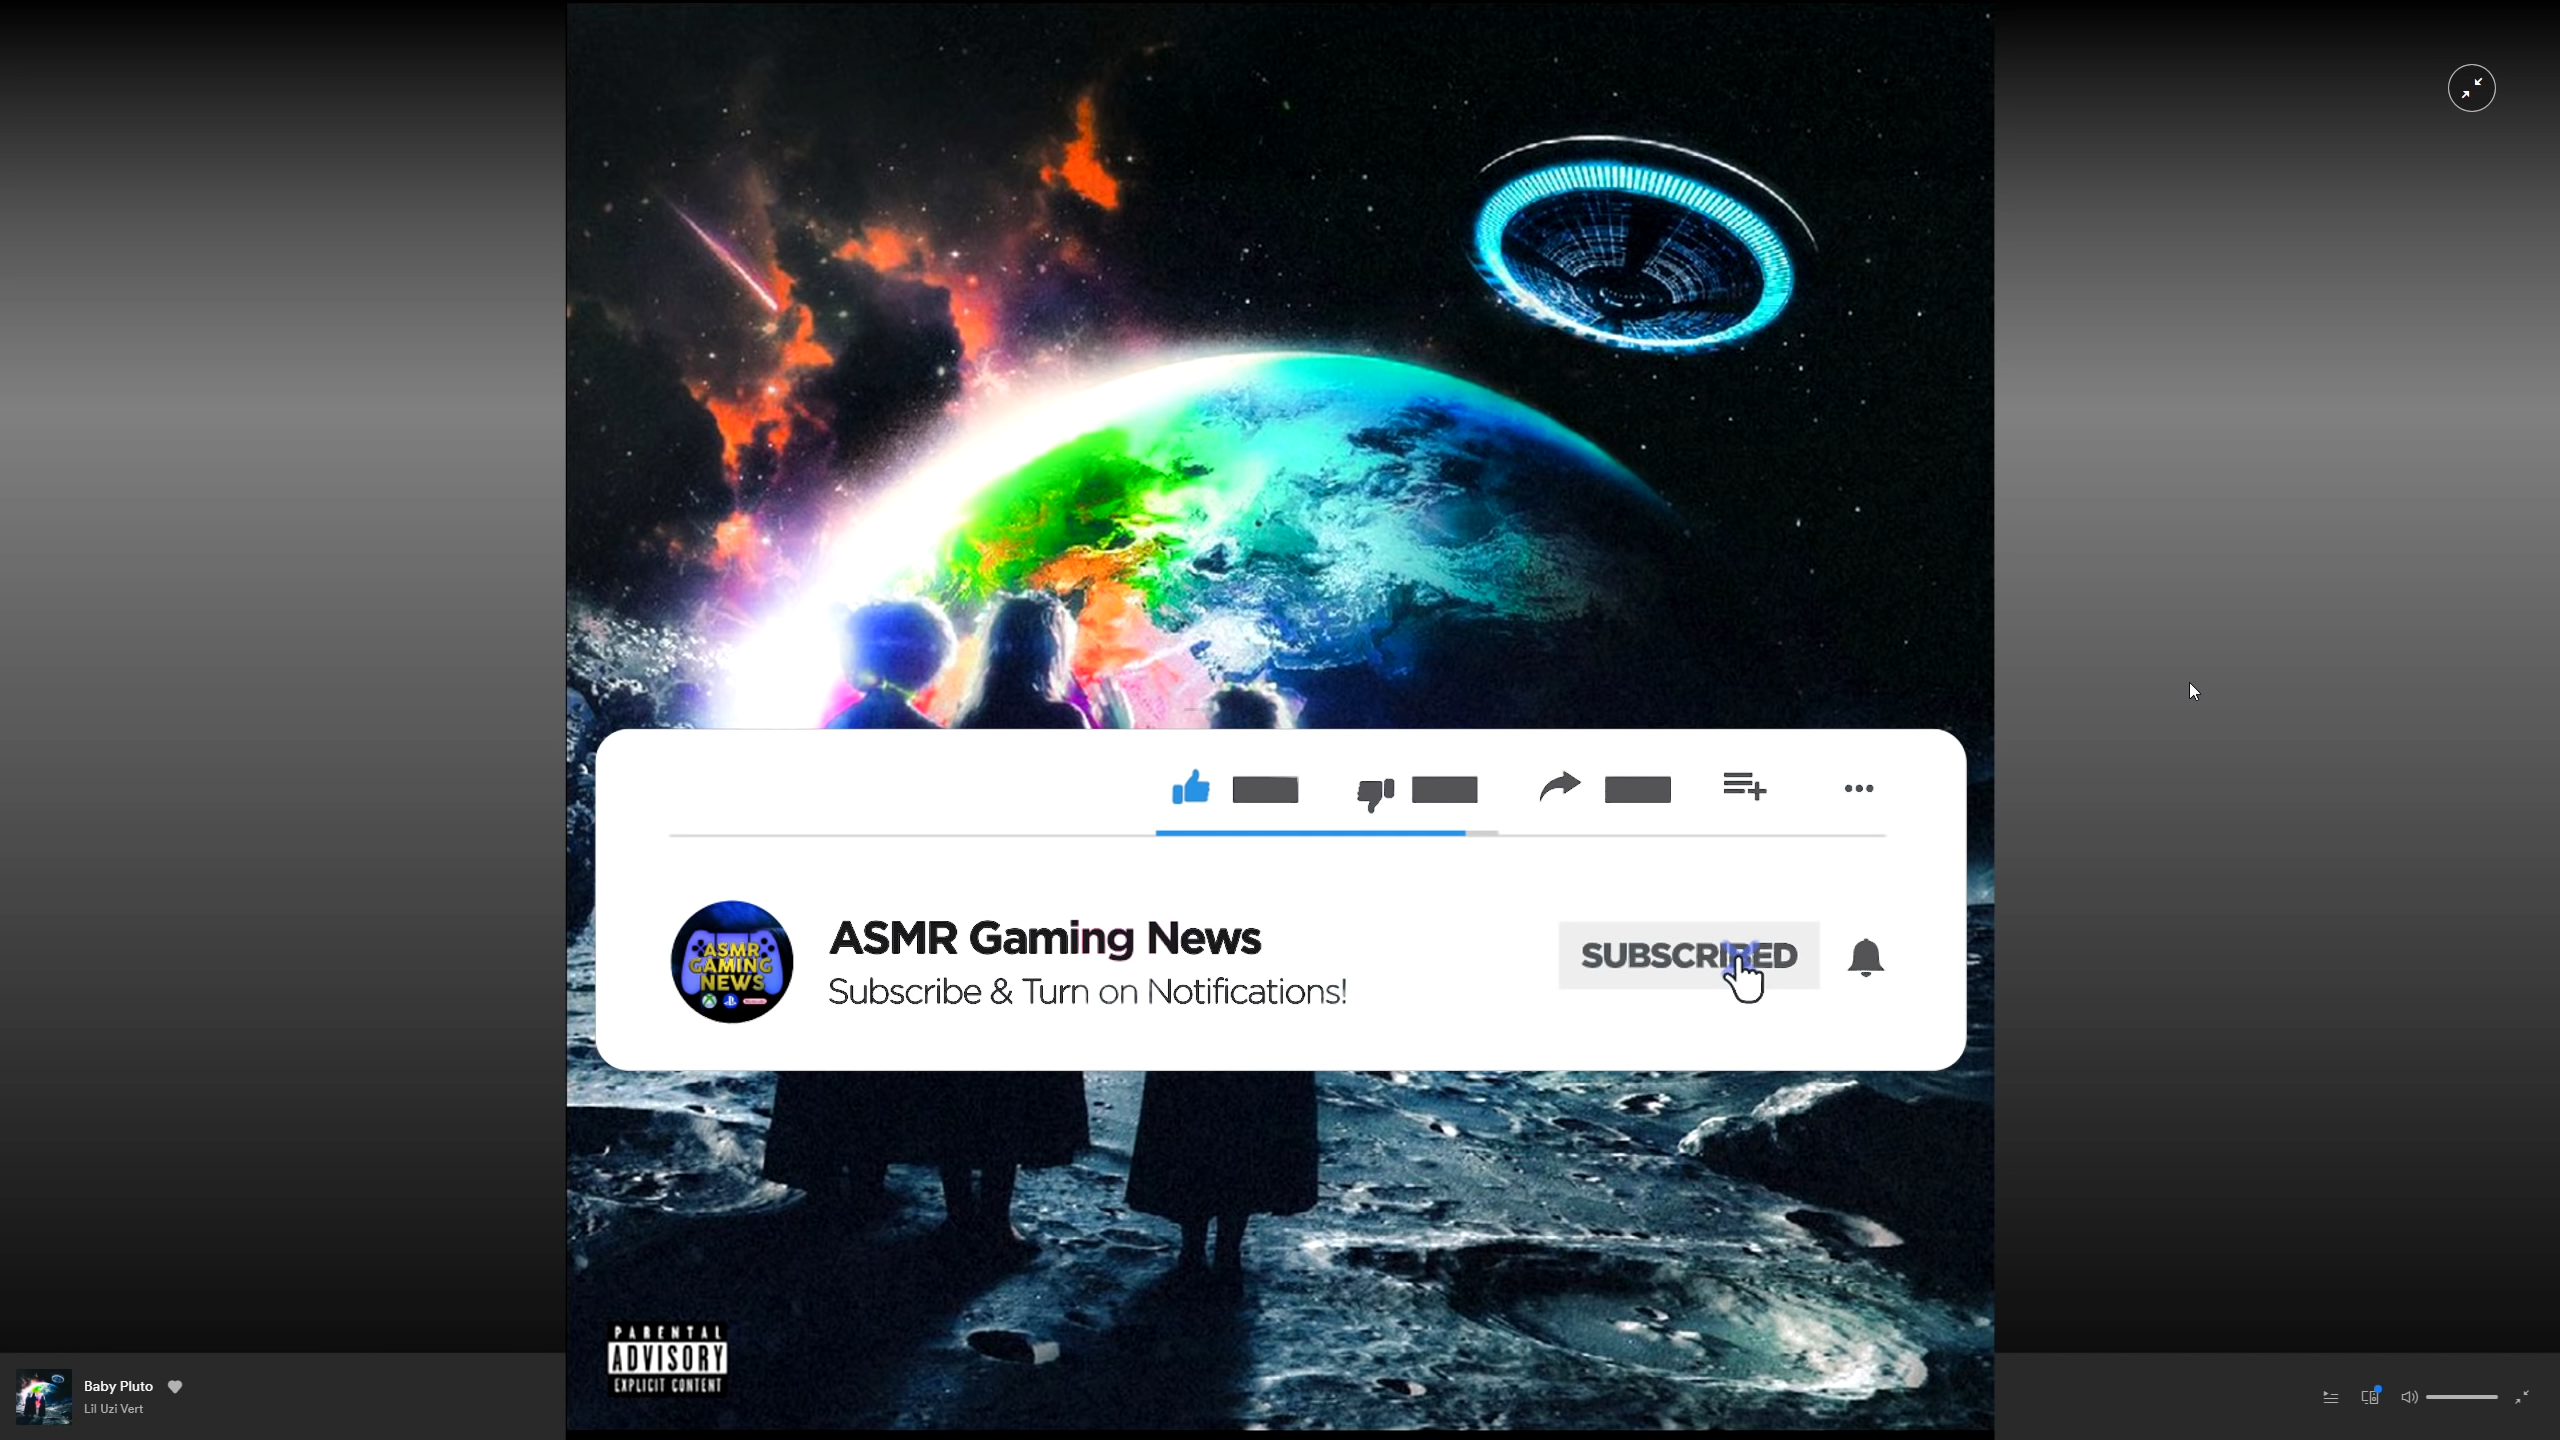 ASMR Gaming News
Subscribe & Turn on Notifications!
SUBSCRIBED
ASMR
GAMING
NEWS
PARENTAL
ADVISORY
EXPLICIT CONTENT
Baby Pluto
Lil Uzi Vert